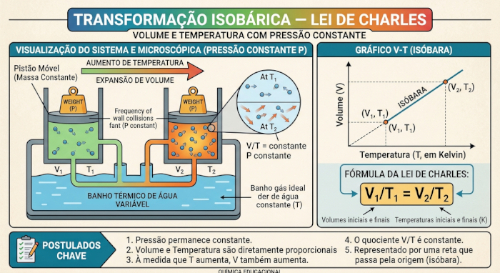 TRANSFORMAÇÃO ISOBÁRICA — LEI DE CHARLES
VOLUME E TEMPERATURA COM PRESSÃO CONSTANTE
VISUALIZAÇÃO DO SISTEMA E MICROSCÓPICA (PRESSÃO CONSTANTE P)
Pistão Móvel
(Massa Constante)
AUMENTO DE TEMPERATURA
EXPANSÃO DE VOLUME
WEIGHT
(P)
Frequency of
wall collisions
fant (P constant)
WEIGHT
(P)
At T₁
At T₂
V/T = constante
P constante
V₁ T₁
V₂ T₂
BANHO TÉRMICO DE ÁGUA
VARIÁVEL
Banho gás ideal
der de água
constante (T)
GRÁFICO V-T (ISÓBARA)
Volume (V)
ISÓBARA
(V₂, T₂)
(V₁, T₁)
(V₁, T₁)
Temperatura (T, em Kelvin)
FÓRMULA DA LEI DE CHARLES:
V₁/T₁ = V₂/T₂
Volumes iniciais e finais Temperaturas iniciais e finais (K)
POSTULADOS
CHAVE
1. Pressão permanece constante.
2. Volume e Temperatura são diretamente proporcionais
3. À medida que T aumenta, V também aumenta.
4. O quociente V/T é constante.
5. Representado por uma reta que
passa pela origem (isóbara).
QUÍMICA EDUCACIONAL